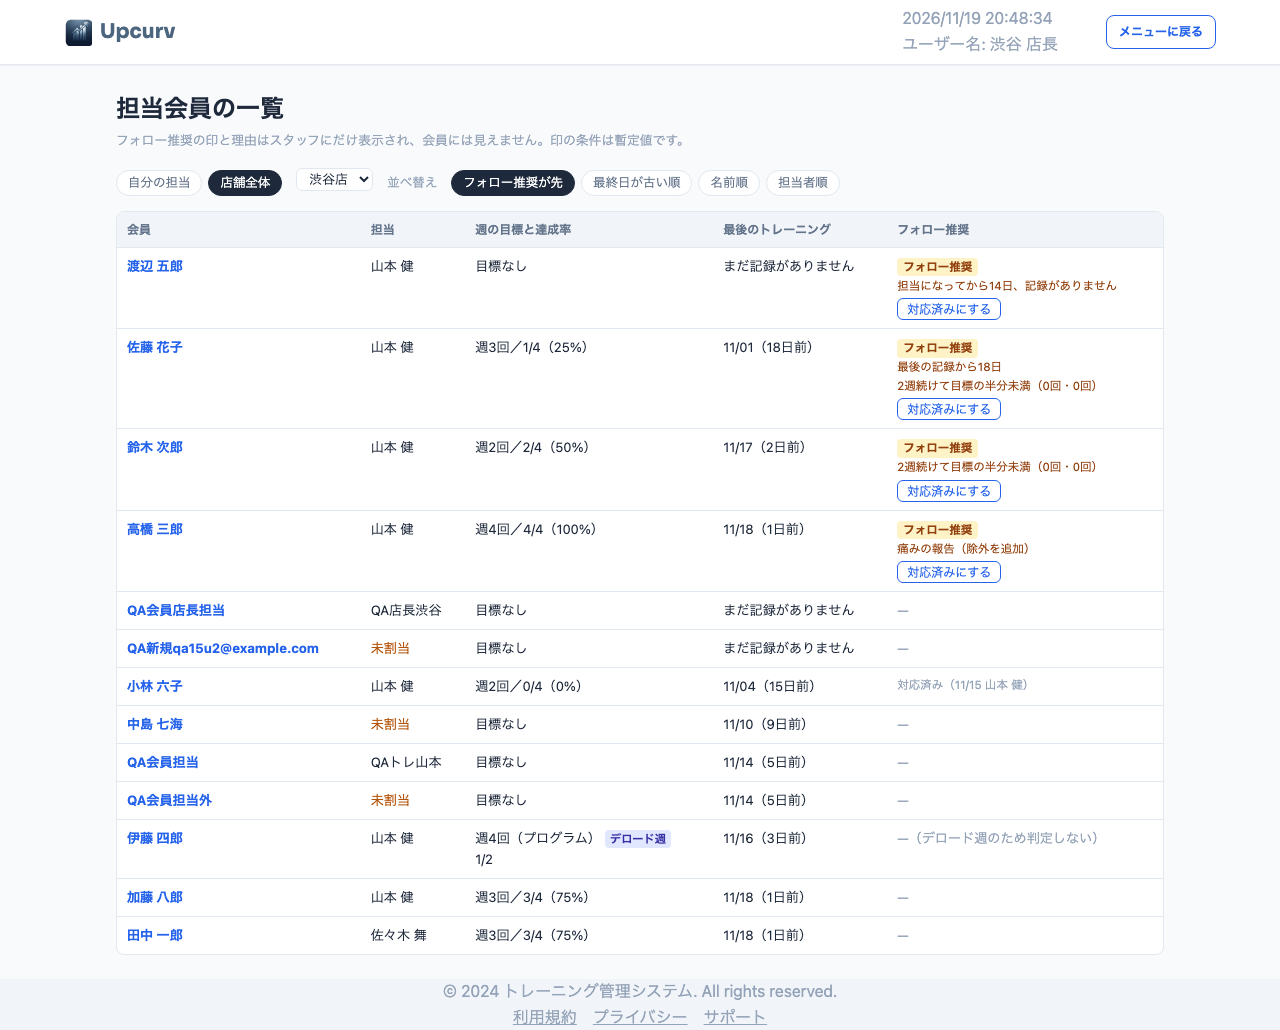 Upcurv
2026/11/19 20:48:34
ユーザー名: 渋谷 店長
メニューに戻る
担当会員の一覧
フォロー推奨の印と理由はスタッフにだけ表示され、会員には見えません。印の条件は暫定値です。
自分の担当 店舗全体 渋谷店 並べ替え フォロー推奨が先 最終日が古い順 名前順 担当者順
会員 担当 週の目標と達成率 最後のトレーニング フォロー推奨
渡辺 五郎 山本 健 目標なし まだ記録がありません フォロー推奨
担当になってから14日、記録がありません
対応済みにする
佐藤 花子 山本 健 週3回／1/4（25%） 11/01（18日前） フォロー推奨
最後の記録から18日
2週続けて目標の半分未満（0回・0回）
対応済みにする
鈴木 次郎 山本 健 週2回／2/4（50%） 11/17（2日前） フォロー推奨
2週続けて目標の半分未満（0回・0回）
対応済みにする
高橋 三郎 山本 健 週4回／4/4（100%） 11/18（1日前） フォロー推奨
痛みの報告（除外を追加）
対応済みにする
QA会員店長担当 QA店長渋谷 目標なし まだ記録がありません —
QA新規qa15u2@example.com 未割当 目標なし まだ記録がありません —
小林 六子 山本 健 週2回／0/4（0%） 11/04（15日前） 対応済み（11/15 山本 健）
中島 七海 未割当 目標なし 11/10（9日前） —
QA会員担当 QAトレ山本 目標なし 11/14（5日前） —
QA会員担当外 未割当 目標なし 11/14（5日前） —
伊藤 四郎 山本 健 週4回（プログラム） デロード週 11/16（3日前） —（デロード週のため判定しない）
1/2
加藤 八郎 山本 健 週3回／3/4（75%） 11/18（1日前） —
田中 一郎 佐々木 舞 週3回／3/4（75%） 11/18（1日前） —
© 2024 トレーニング管理システム. All rights reserved.
利用規約 プライバシー サポート